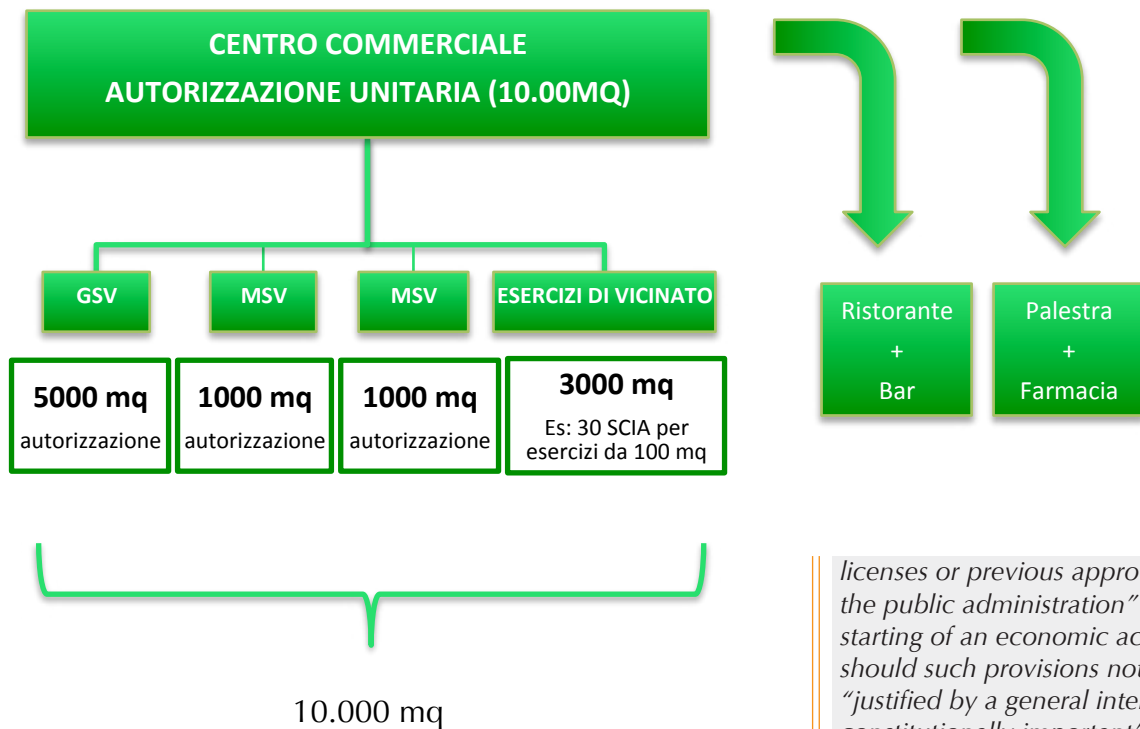 CENTRO COMMERCIALE
AUTORIZZAZIONE UNITARIA (10.00MQ)
GSV
MSV
MSV
ESERCIZI DI VICINATO
5000 mq
autorizzazione
1000 mq
autorizzazione
1000 mq
autorizzazione
3000 mq
Es: 30 SCIA per
esercizi da 100 mq
10.000 mq
Ristorante
+
Bar
Palestra
+
Farmacia
licenses or previous appro
the public administration"
starting of an economic ac
should such provisions not
"justified by a general inte